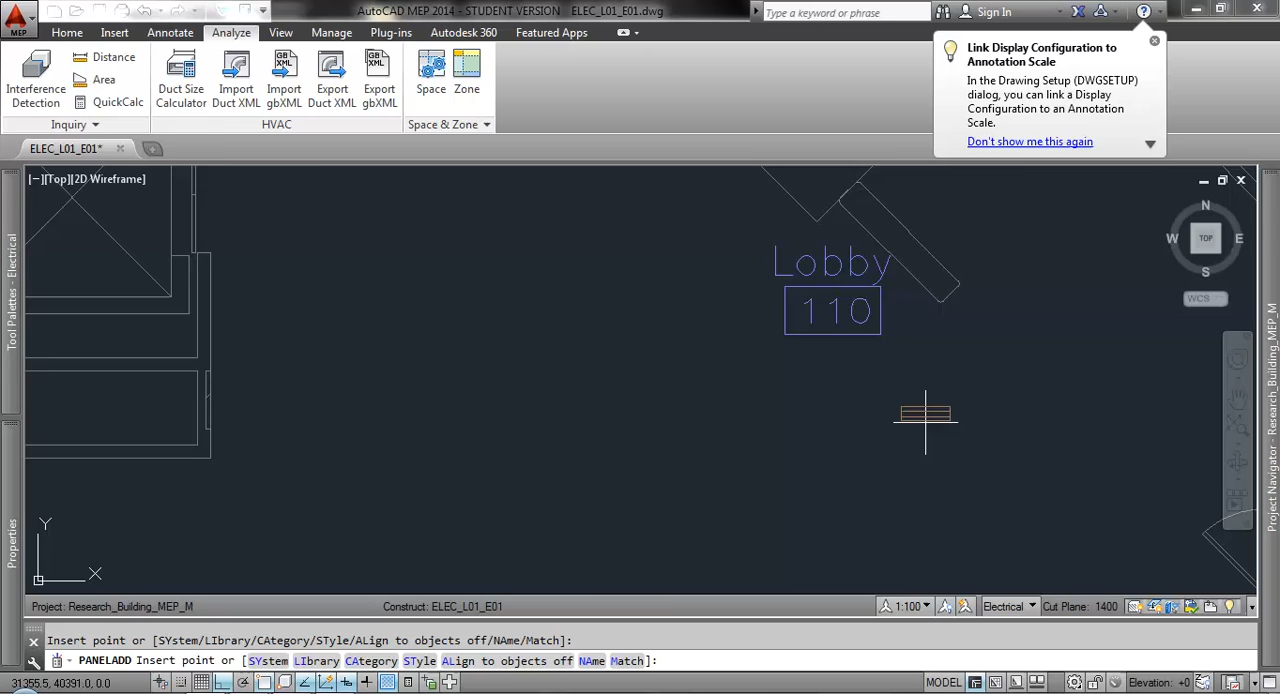 AutoCAD MEP 2014 - STUDENT VERSION ELEC_L01_E01.dwg
Type a keyword or phrase
Sign In
MEP
Home Insert Annotate Analyze View Manage Plug-ins Autodesk 360 Featured Apps
Interference Detection
Distance
Area
QuickCalc
Duct Size Calculator
Import Duct XML
Import gbXML
Export Duct XML
Export gbXML
Space
Zone
Inquiry
HVAC
Space & Zone
Link Display Configuration to
Annotation Scale
In the Drawing Setup (DWGSETUP)
dialog, you can link a Display
Configuration to an Annotation
Scale.
Don't show me this again
ELEC_L01_E01*
[−][Top][2D Wireframe]
N
W TOP E
S
WCS
Lobby
110
Tool Palettes - Electrical
Properties
Project Navigator - Research_Building_MEP_M
Y
X
Project: Research_Building_MEP_M Construct: ELEC_L01_E01 1:100 Electrical Cut Plane: 1400
Insert point or [SYstem/LIbrary/CAtegory/STyle/ALign to objects off/NAme/Match]:
PANELADD Insert point or [SYstem LIbrary CAtegory STyle ALign to objects off NAme Match]:
31355.5, 40391.0, 0.0 MODEL Elevation: +0